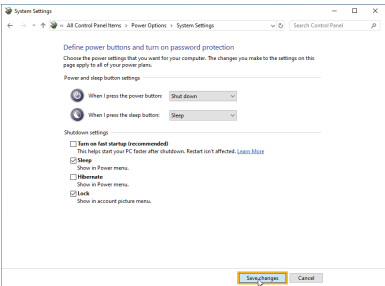 System Settings
« All Control Panel Items > Power Options > System Settings
Search Control Panel
Define power buttons and turn on password protection
Choose the power settings that you want for your computer. The changes you make to the settings on this
page apply to all of your power plans.
Power and sleep button settings
When I press the power button: Shut down
When I press the sleep button: Sleep
Shutdown settings
Turn on fast startup (recommended)
This helps start your PC faster after shutdown. Restart isn't affected. Learn More
Sleep
Show in Power menu.
Hibernate
Show in Power menu.
Lock
Show in account picture menu.
Save changes Cancel